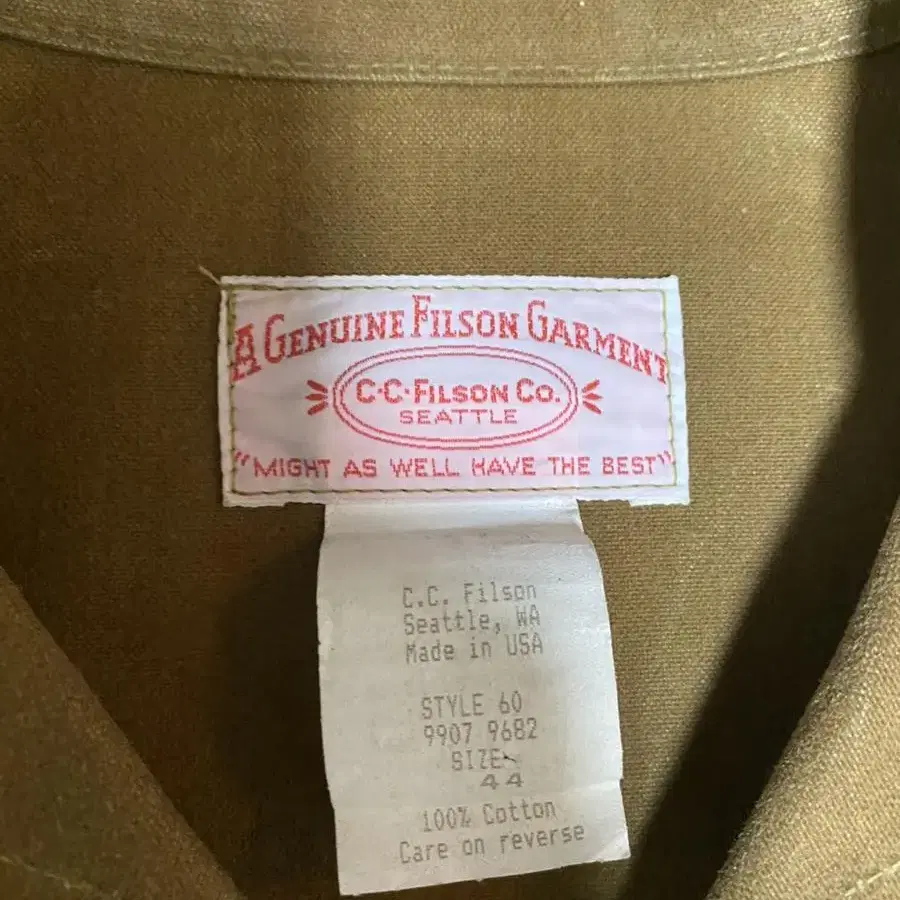 A GENUINE FILSON GARMENT
C·C·FILSON CO.
SEATTLE
"MIGHT AS WELL HAVE THE BEST"
C.C. Filson
Seattle, WA
Made in USA
STYLE 60
9907 9682
SIZE
44
100% Cotton
Care on reverse